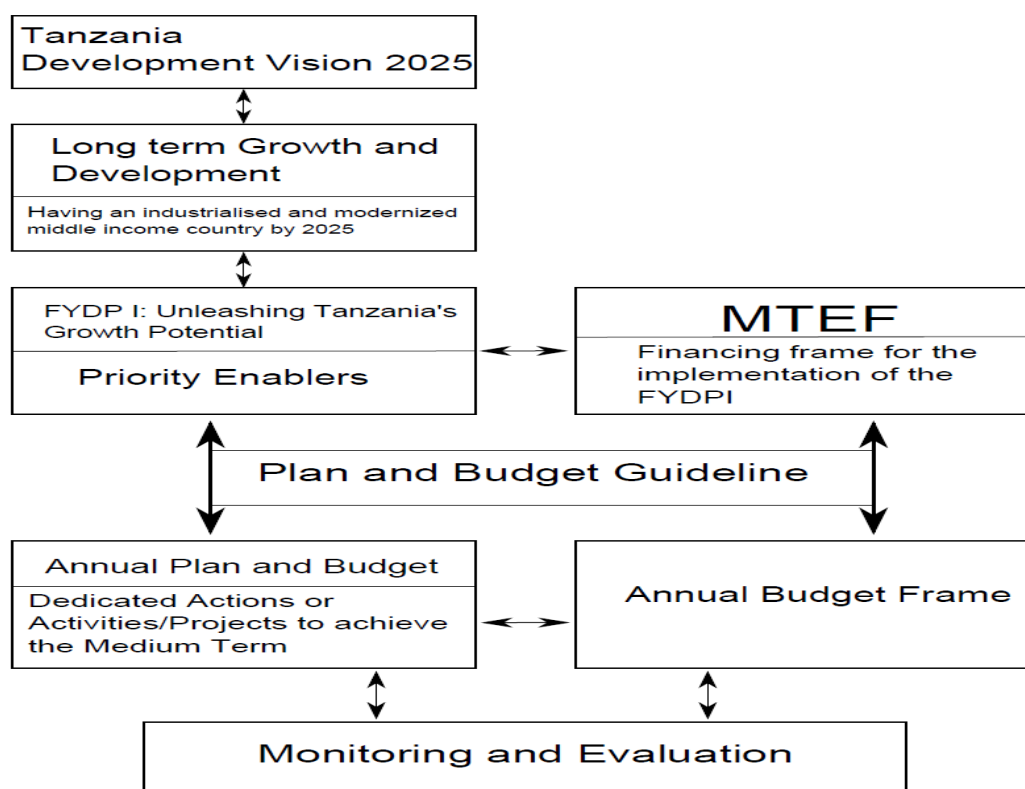 Tanzania
Development Vision 2025
Long term Growth and
Development
Having an industrialised and modernized
middle income country by 2025
FYDP I: Unleashing Tanzania's
Growth Potential
Priority Enablers
MTEF
Financing frame for the
implementation of the
FYDPI
Plan and Budget Guideline
Annual Plan and Budget
Dedicated Actions or
Activities/Projects to achieve
the Medium Term
Annual Budget Frame
Monitoring and Evaluation